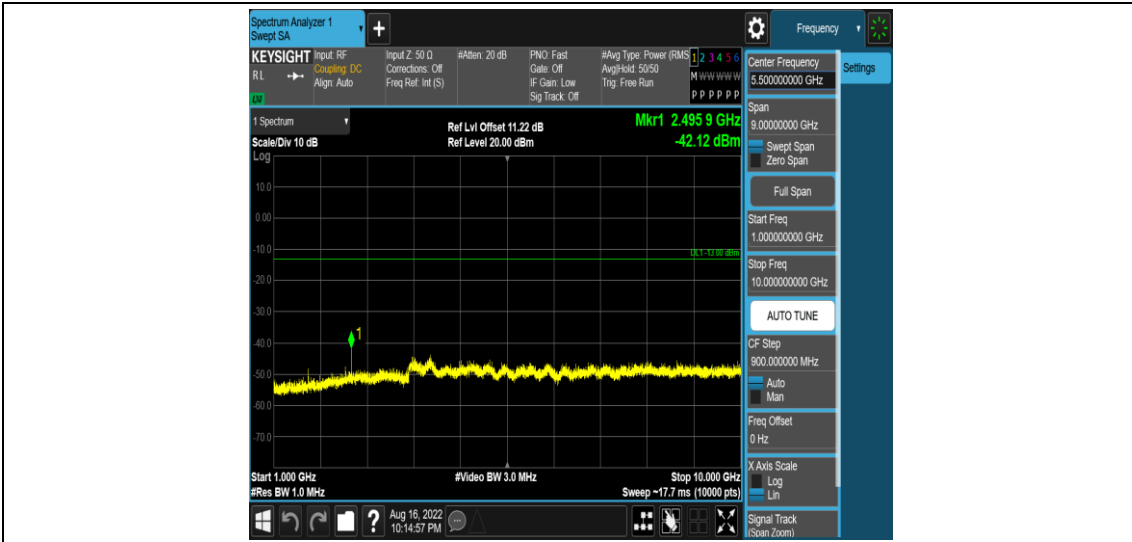 Spectrum Analyzer 1
Swept SA
+
Frequency
KEYSIGHT
RL
LXI
Input: RF
Coupling: DC
Align: Auto
Input Z: 50 Ω
Corrections: Off
Freq Ref: Int (S)
#Atten: 20 dB
PNO: Fast
Gate: Off
IF Gain: Low
Sig Track: Off
#Avg Type: Power (RMS
Avg|Hold: 50/50
Trig: Free Run
1 2 3 4 5 6
M W W W W W
P P P P P P
1 Spectrum
Scale/Div 10 dB
Log
Ref Lvl Offset 11.22 dB
Ref Level 20.00 dBm
Mkr1 2.495 9 GHz
-42.12 dBm
10.0
0.00
-10.0
DL1 -13.00 dBm
-20.0
-30.0
1
-40.0
-50.0
-60.0
-70.0
Start 1.000 GHz
#Video BW 3.0 MHz
Stop 10.000 GHz
#Res BW 1.0 MHz
Sweep ~17.7 ms (10000 pts)
Center Frequency
5.500000000 GHz
Settings
Span
9.00000000 GHz
Swept Span
Zero Span
Full Span
Start Freq
1.000000000 GHz
Stop Freq
10.000000000 GHz
AUTO TUNE
CF Step
900.000000 MHz
Auto
Man
Freq Offset
0 Hz
X Axis Scale
Log
Lin
Signal Track
(Span Zoom)
?
Aug 16, 2022
10:14:57 PM